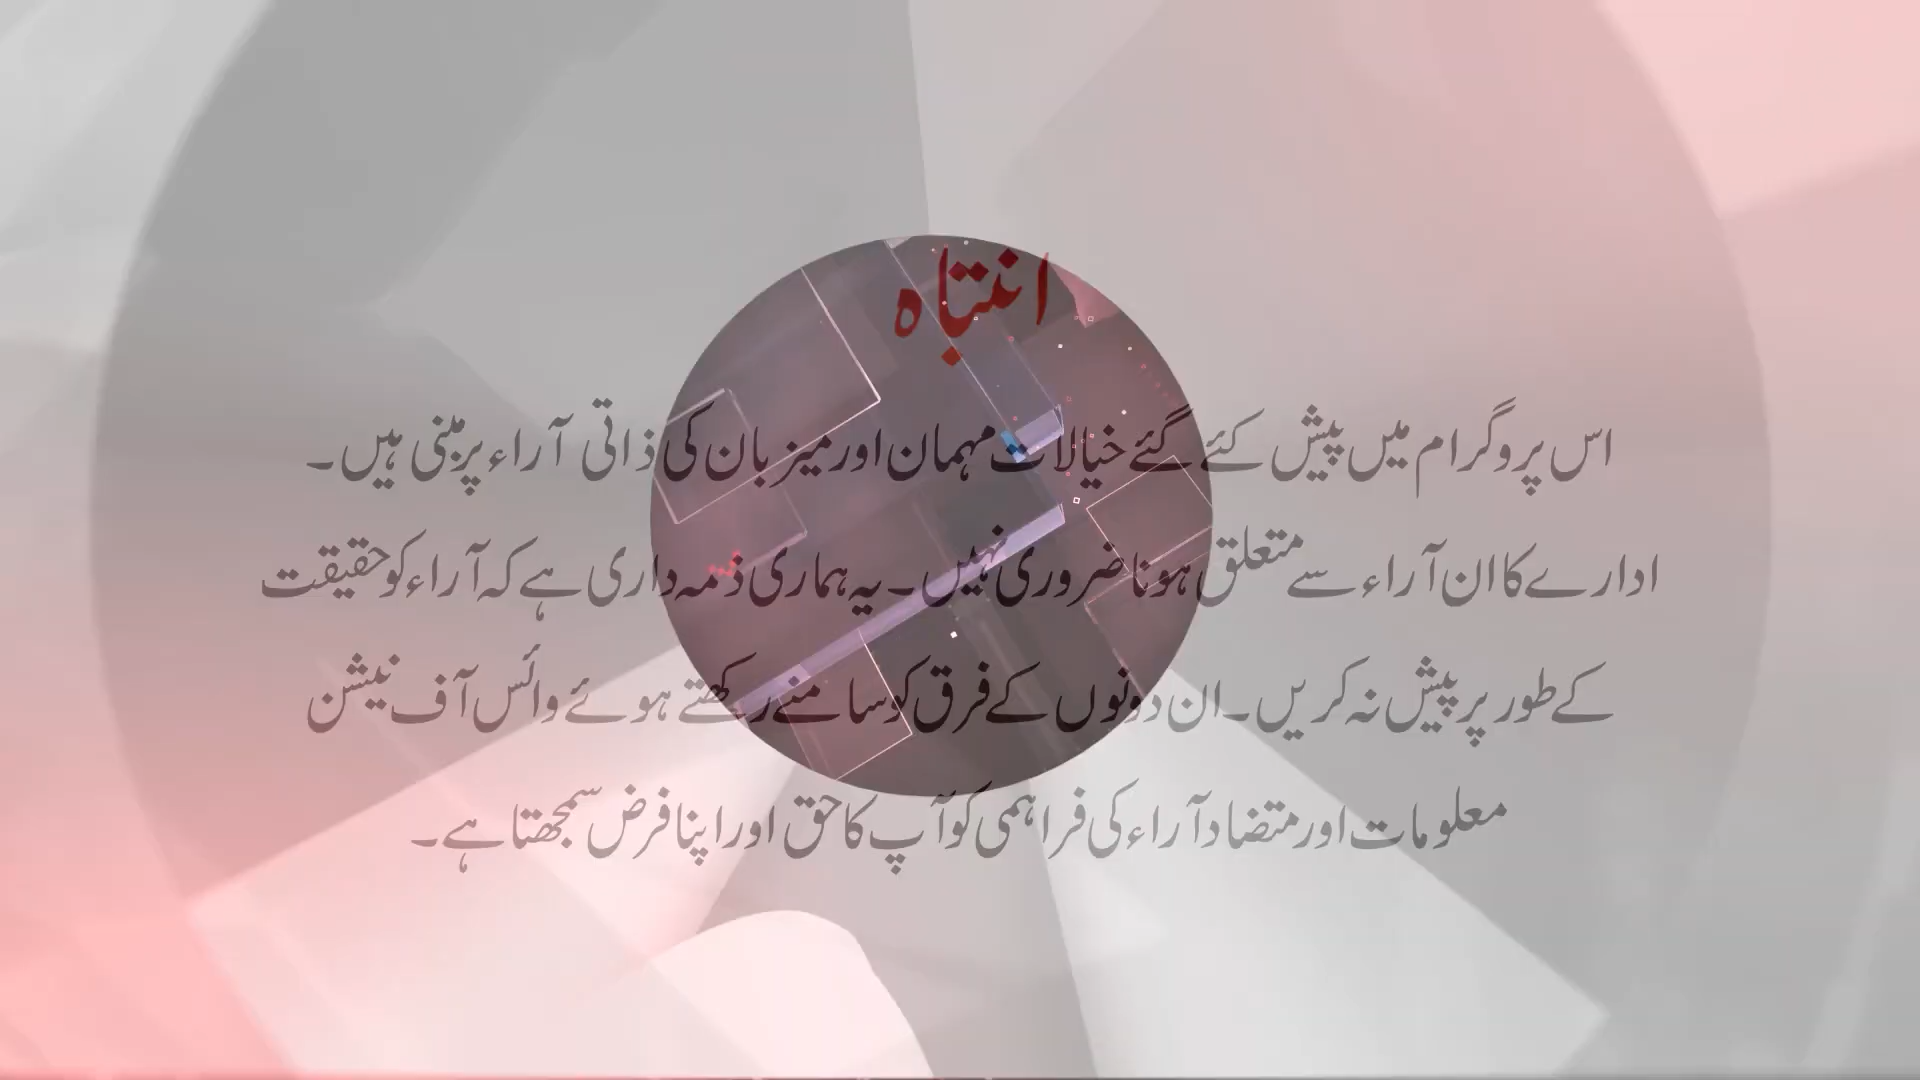 انتباہ
اس پروگرام میں پیش کئے گئے خیالات مہمان اور میزبان کی ذاتی آراء پر مبنی ہیں۔
ادارے کا ان آراء سے متعلق ہونا ضروری نہیں۔ یہ ہماری ذمہ داری ہے کہ آراء کو حقیقت
کے طور پر پیش نہ کریں۔ ان دونوں کے فرق کو سامنے رکھتے ہوئے وائس آف نیشن
معلومات اور متضاد آراء کی فراہمی کو آپ کا حق اور اپنا فرض سمجھتا ہے۔